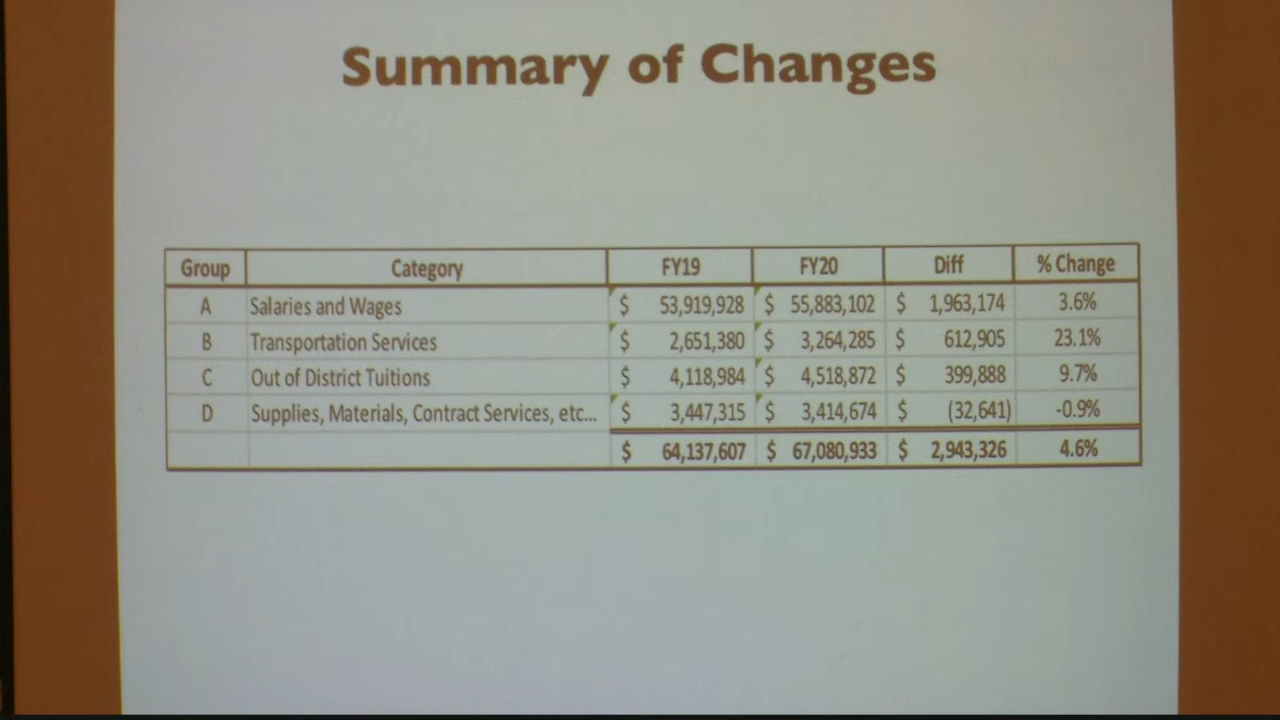 Summary of Changes
Group Category FY19 FY20 Diff % Change
A Salaries and Wages $ 53,919,928 $ 55,883,102 $ 1,963,174 3.6%
B Transportation Services $ 2,651,380 $ 3,264,285 $ 612,905 23.1%
C Out of District Tuitions $ 4,118,984 $ 4,518,872 $ 399,888 9.7%
D Supplies, Materials, Contract Services, etc... $ 3,447,315 $ 3,414,674 $ (32,641) -0.9%
$ 64,137,607 $ 67,080,933 $ 2,943,326 4.6%